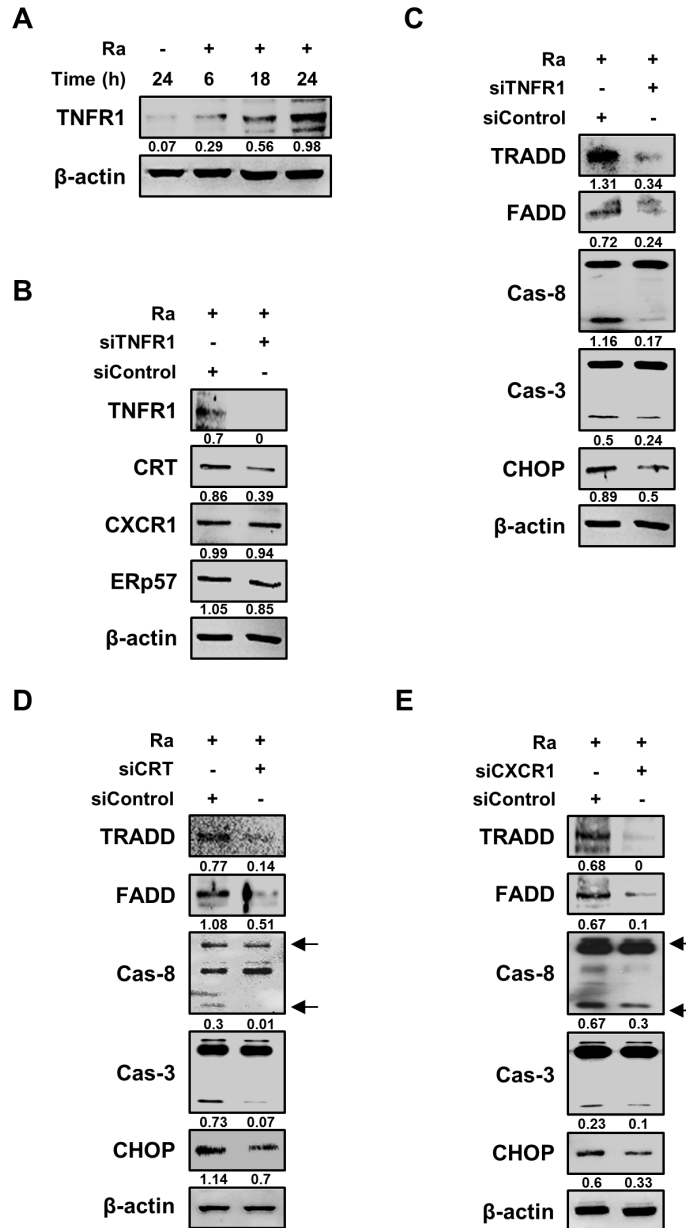 A
Ra - + + +
Time (h) 24 6 18 24
TNFR1
0.07 0.29 0.56 0.98
β-actin
B
Ra + +
siTNFR1 - +
siControl + -
TNFR1
0.7 0
CRT
0.86 0.39
CXCR1
0.99 0.94
ERp57
1.05 0.85
β-actin
C
Ra + +
siTNFR1 - +
siControl + -
TRADD
1.31 0.34
FADD
0.72 0.24
Cas-8
1.16 0.17
Cas-3
0.5 0.24
CHOP
0.89 0.5
β-actin
D
Ra + +
siCRT - +
siControl + -
TRADD
0.77 0.14
FADD
1.08 0.51
Cas-8
0.3 0.01
Cas-3
0.73 0.07
CHOP
1.14 0.7
β-actin
E
Ra + +
siCXCR1 - +
siControl + -
TRADD
0.68 0
FADD
0.67 0.1
Cas-8
0.67 0.3
Cas-3
0.23 0.1
CHOP
0.6 0.33
β-actin